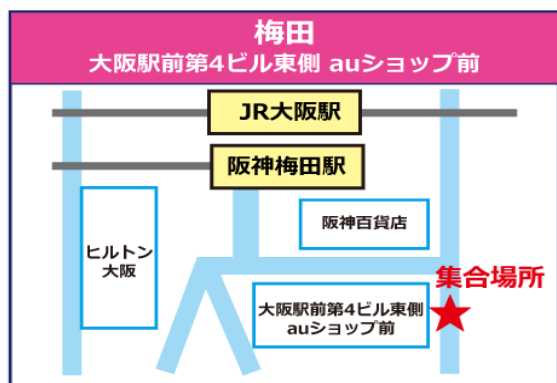 梅田
大阪駅前第4ビル東側 auショップ前
JR大阪駅
阪神梅田駅
阪神百貨店
ヒルトン
大阪
集合場所
大阪駅前第4ビル東側
auショップ前